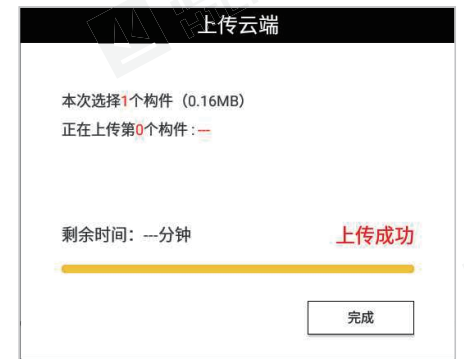 上传云端
本次选择1个构件（0.16MB）
正在上传第0个构件：---
剩余时间：---分钟
上传成功
完成